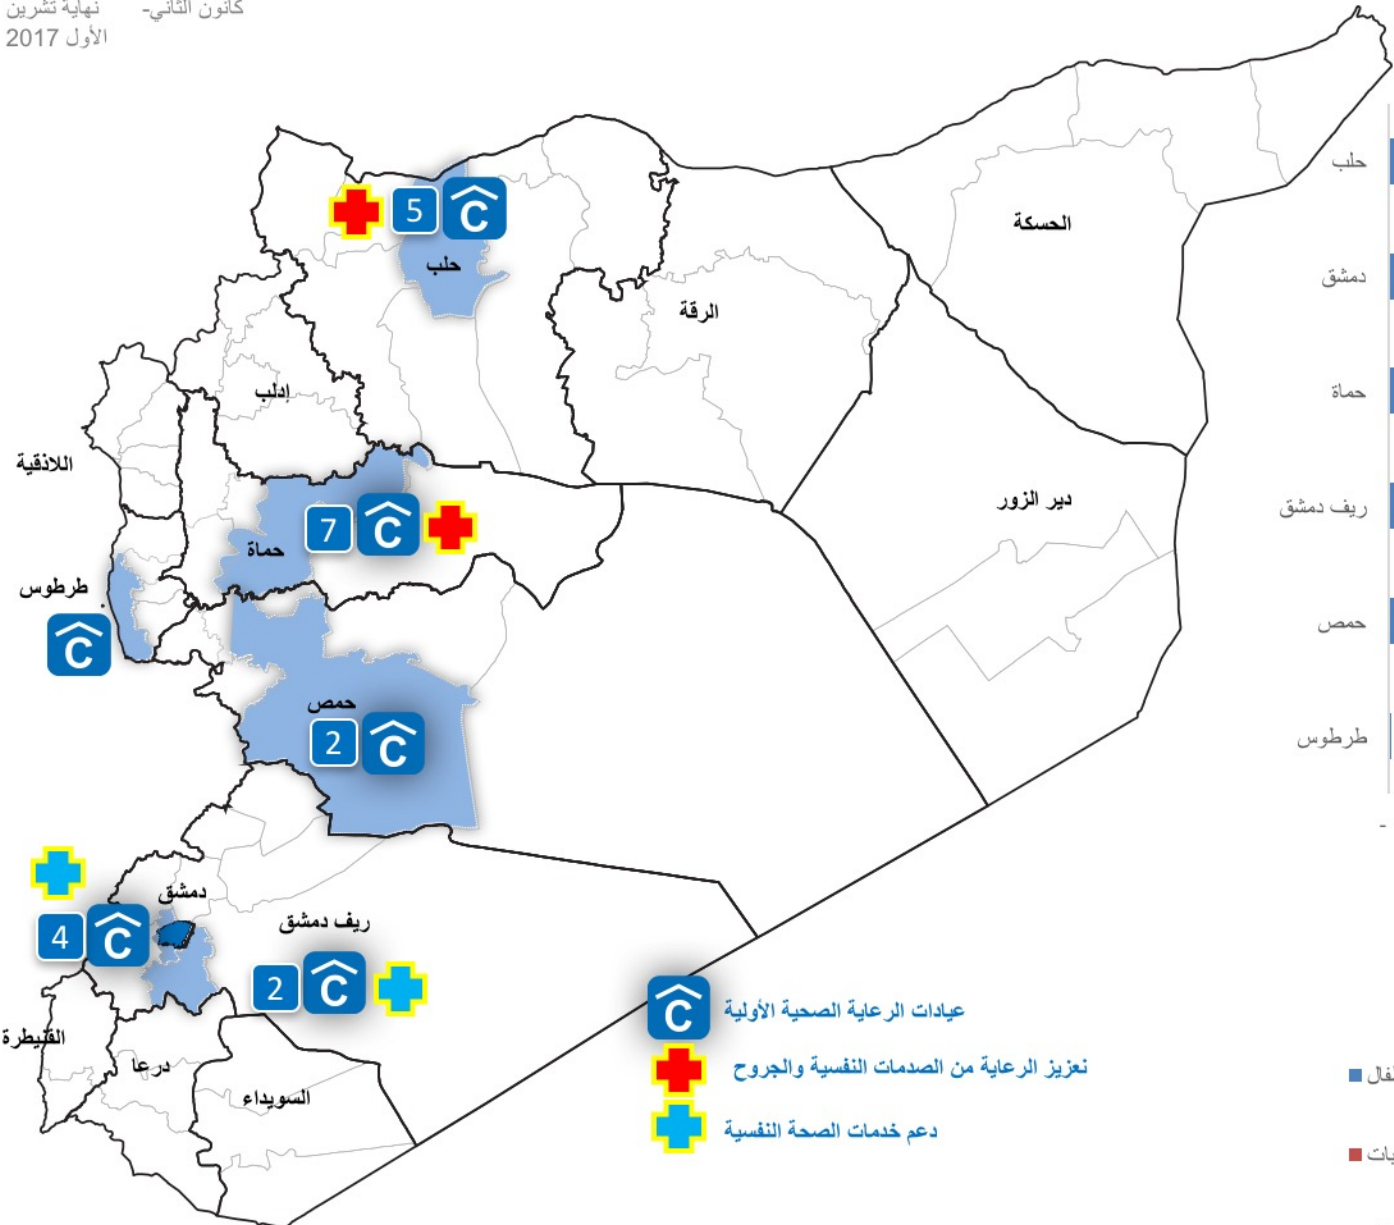 كانون الثاني- نهاية تشرين
الأول 2017
حلب
الحسكة
5
C
حلب
دمشق
الرقة
إدلب
حماة
اللاذقية
دير الزور
ريف دمشق
7
C
حماة
طرطوس
C
حمص
حمص
2
C
طرطوس
-
دمشق
ريف دمشق
4
C
2
C
C
عيادات الرعاية الصحية الأولية
القنيطرة
درعا
نعزيز الرعاية من الصدمات النفسية والجروح
السويداء
دعم خدمات الصحة النفسية